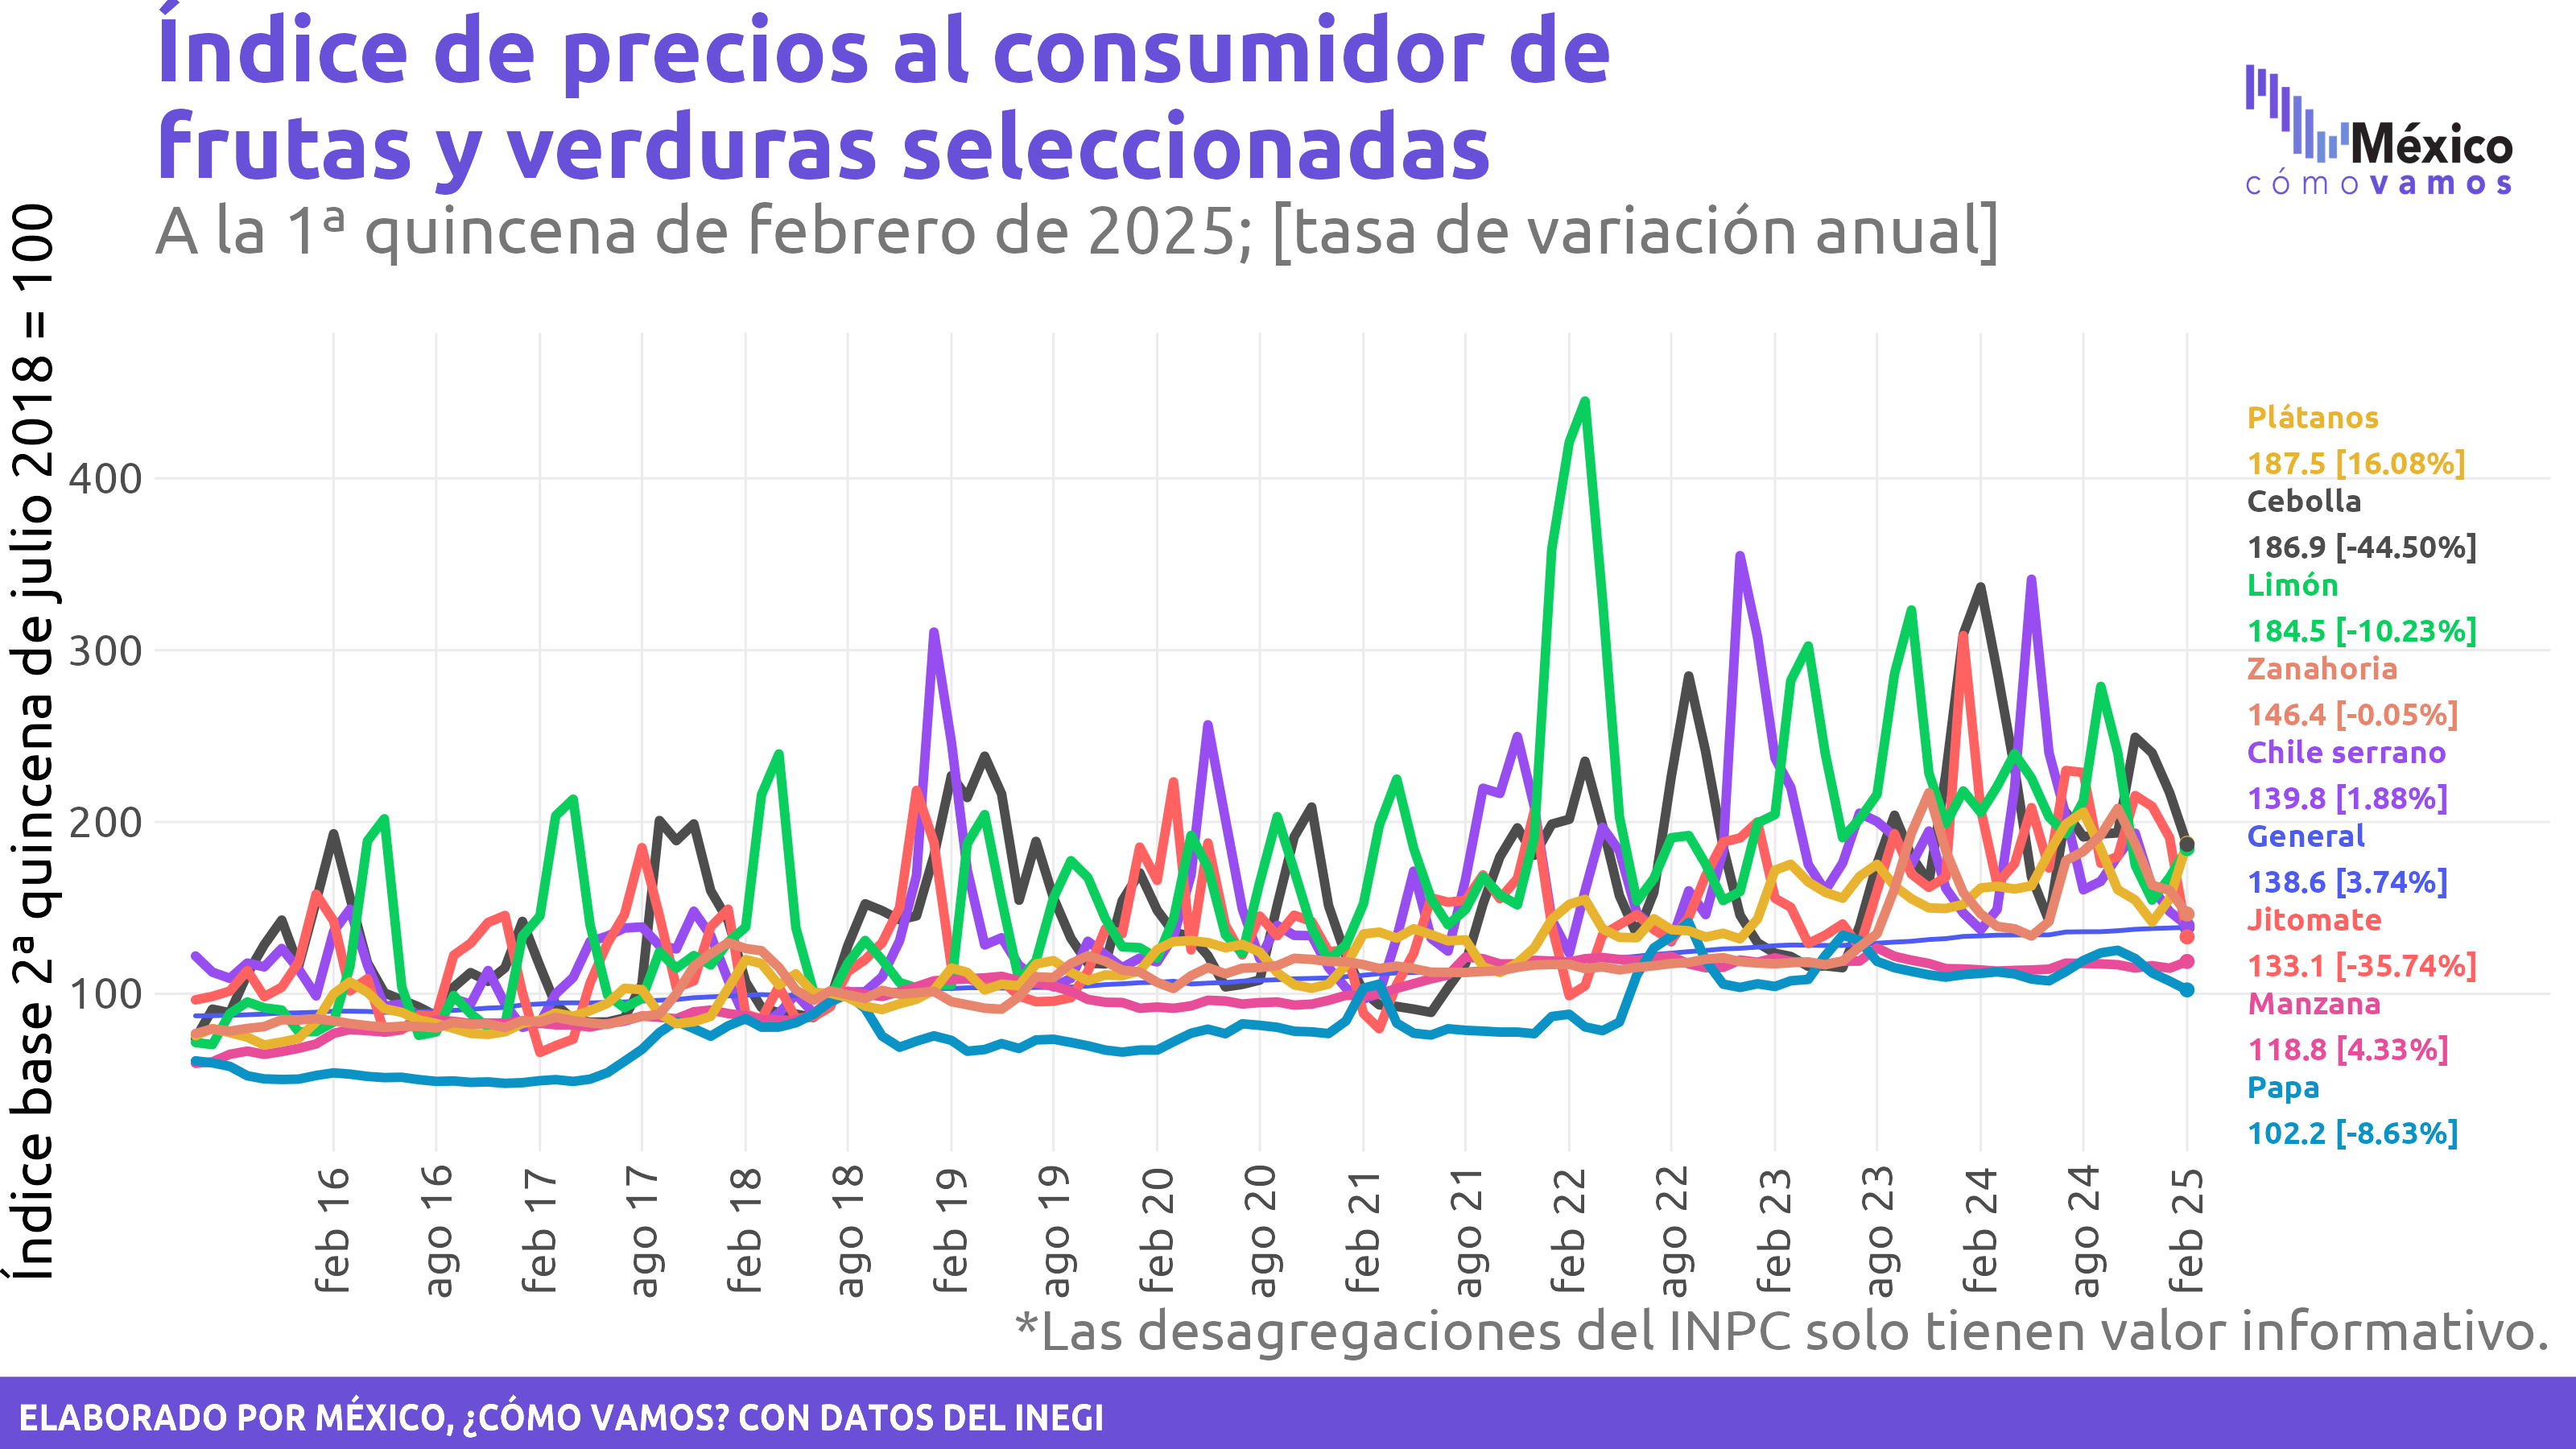 Índice de precios al consumidor de
frutas y verduras seleccionadas
A la 1ª quincena de febrero de 2025; [tasa de variación anual]
México
cómo vamos
Índice base 2ª quincena de julio 2018 = 100
400
300
200
100
Plátanos
187.5 [16.08%]
Cebolla
186.9 [-44.50%]
Limón
184.5 [-10.23%]
Zanahoria
146.4 [-0.05%]
Chile serrano
139.8 [1.88%]
General
138.6 [3.74%]
Jitomate
133.1 [-35.74%]
Manzana
118.8 [4.33%]
Papa
102.2 [-8.63%]
feb 16
ago 16
feb 17
ago 17
feb 18
ago 18
feb 19
ago 19
feb 20
ago 20
feb 21
ago 21
feb 22
ago 22
feb 23
ago 23
feb 24
ago 24
feb 25
*Las desagregaciones del INPC solo tienen valor informativo.
ELABORADO POR MÉXICO, ¿CÓMO VAMOS? CON DATOS DEL INEGI